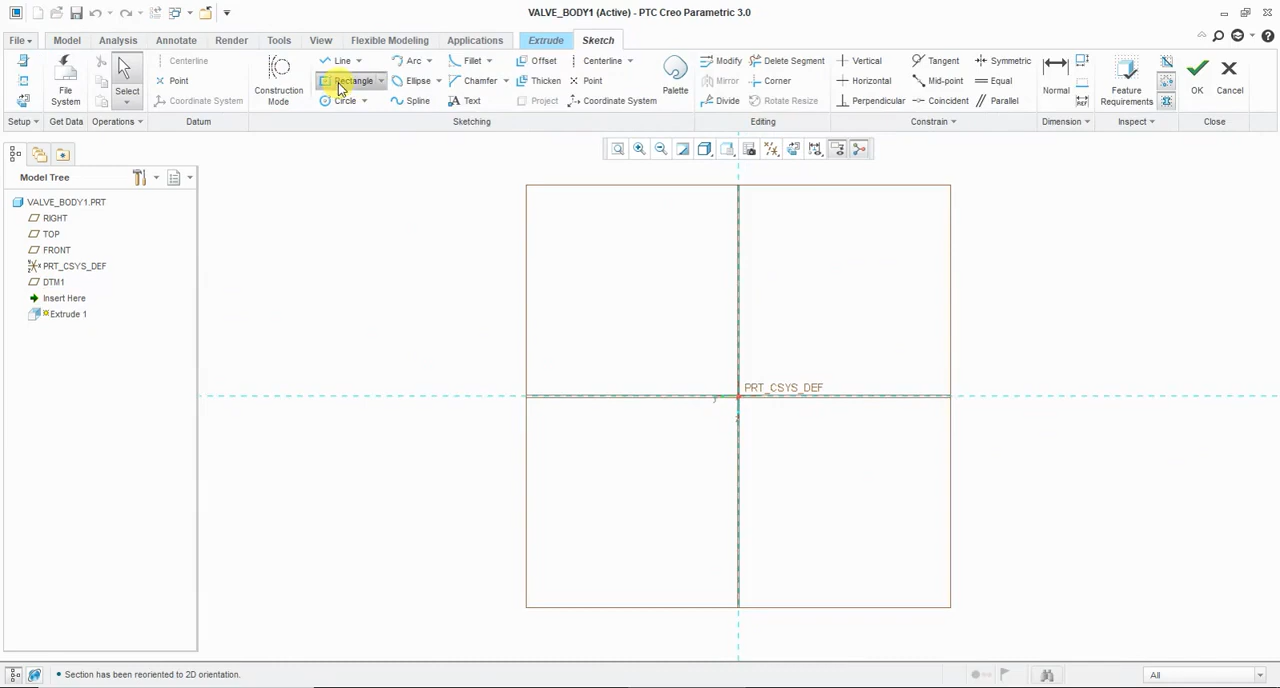 VALVE_BODY1 (Active) - PTC Creo Parametric 3.0
File Model Analysis Annotate Render Tools View Flexible Modeling Applications Extrude Sketch
Centerline Line Arc Fillet Offset Centerline Modify Delete Segment Vertical Tangent Symmetric
Point Rectangle Ellipse Chamfer Thicken Point Mirror Corner Horizontal Mid-point Equal
File System Select Coordinate System Construction Mode Circle Spline Text Project Coordinate System Palette Divide Rotate Resize Perpendicular Coincident Parallel Normal Feature Requirements OK Cancel
Setup Get Data Operations Datum Sketching Editing Constrain Dimension Inspect Close
Model Tree
VALVE_BODY1.PRT
RIGHT
TOP
FRONT
PRT_CSYS_DEF
DTM1
Insert Here
Extrude 1
PRT_CSYS_DEF
Section has been reoriented to 2D orientation.
All